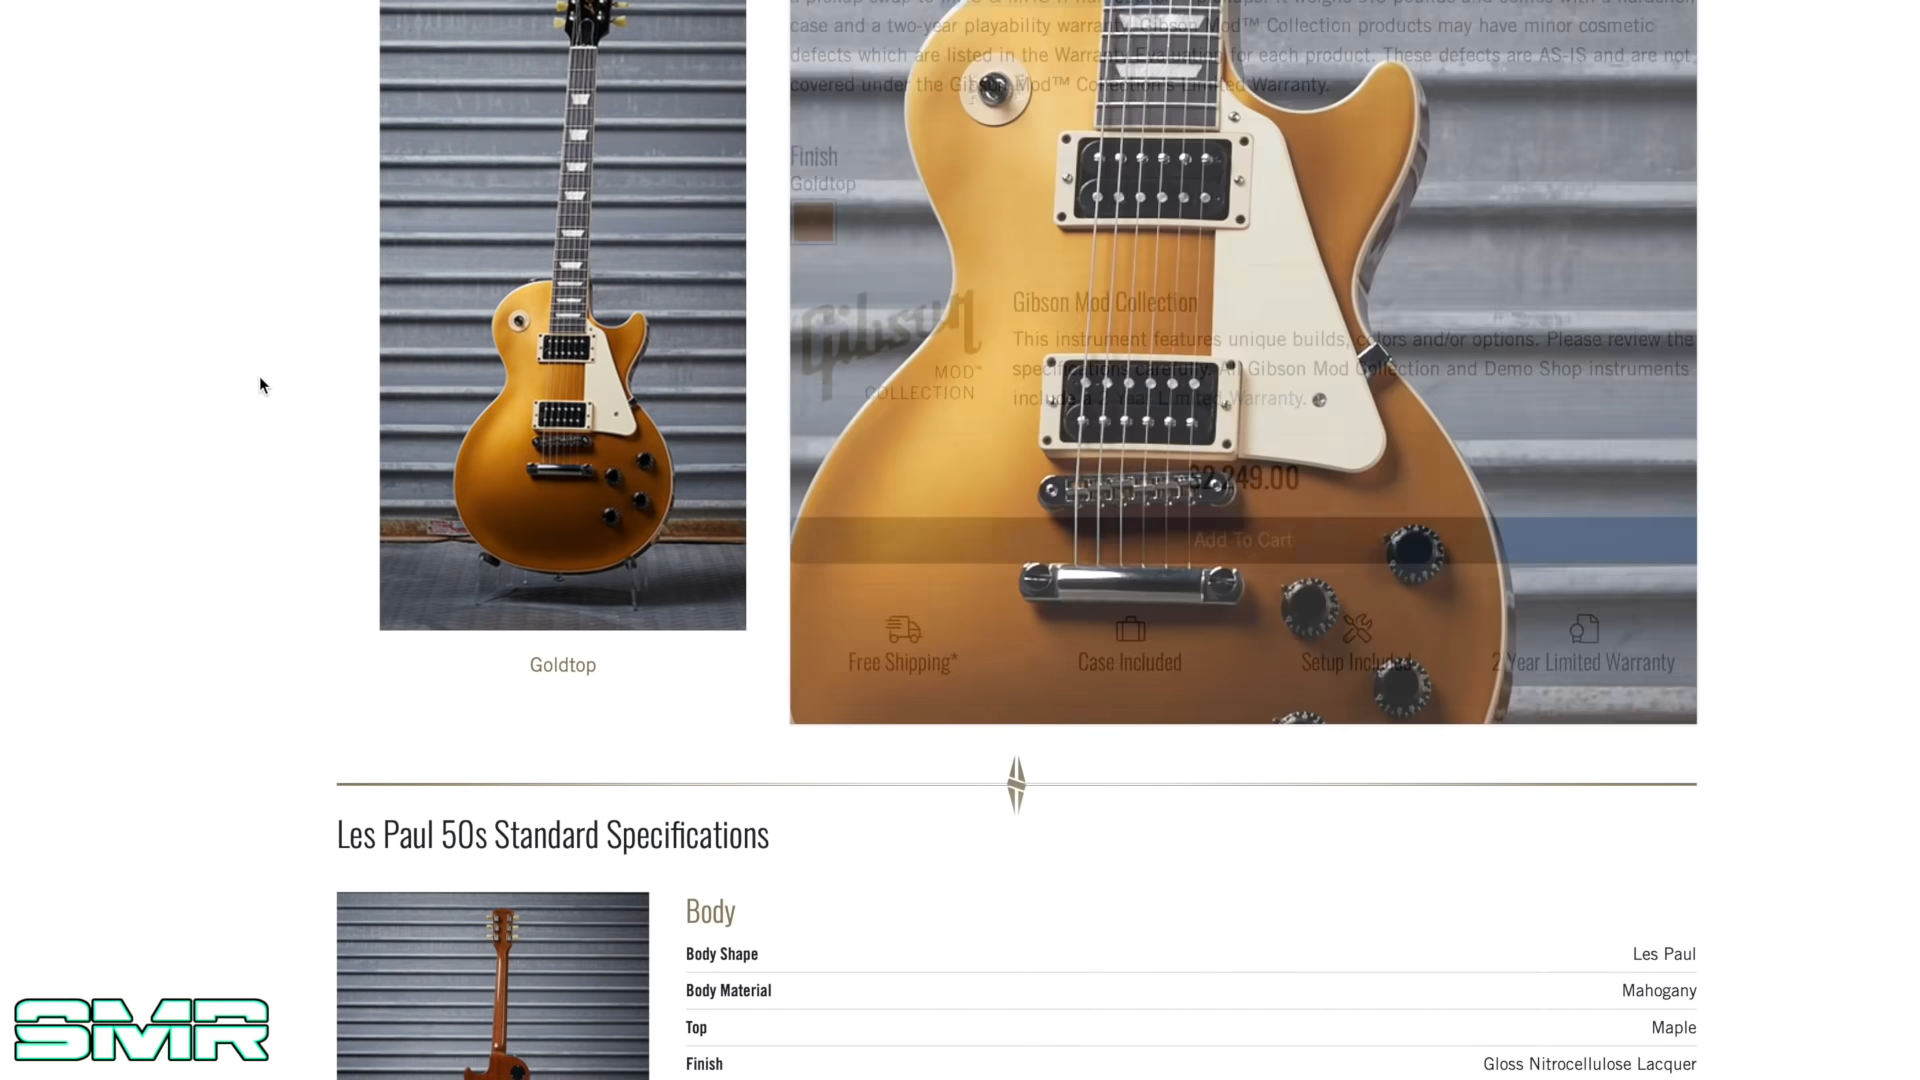 case and a two-year playability warranty. Gibson Mod™ Collection products may have minor cosmetic
defects which are listed in the Warranty Evaluation for each product. These defects are AS-IS and are not
covered under the Gibson Mod™ Collection's Limited Warranty.
Finish
Goldtop
Gibson
MOD™
COLLECTION
Gibson Mod Collection
This instrument features unique builds, colors and/or options. Please review the
specifications carefully. All Gibson Mod Collection and Demo Shop instruments
include a 2 Year Limited Warranty.
$2,249.00
Add To Cart
Free Shipping*
Case Included
Setup Included
2 Year Limited Warranty
Goldtop
Les Paul 50s Standard Specifications
Body
Body Shape Les Paul
Body Material Mahogany
Top Maple
Finish Gloss Nitrocellulose Lacquer
SMR